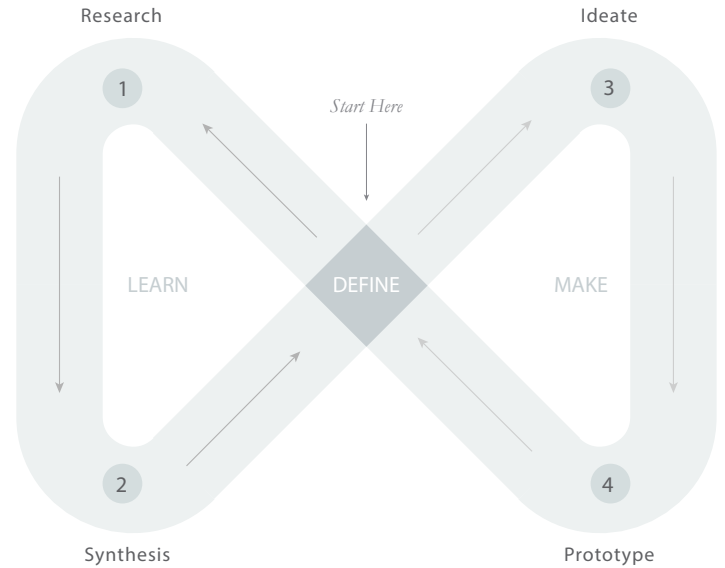 Research
Ideate
1
3
Start Here
LEARN
DEFINE
MAKE
2
4
Synthesis
Prototype